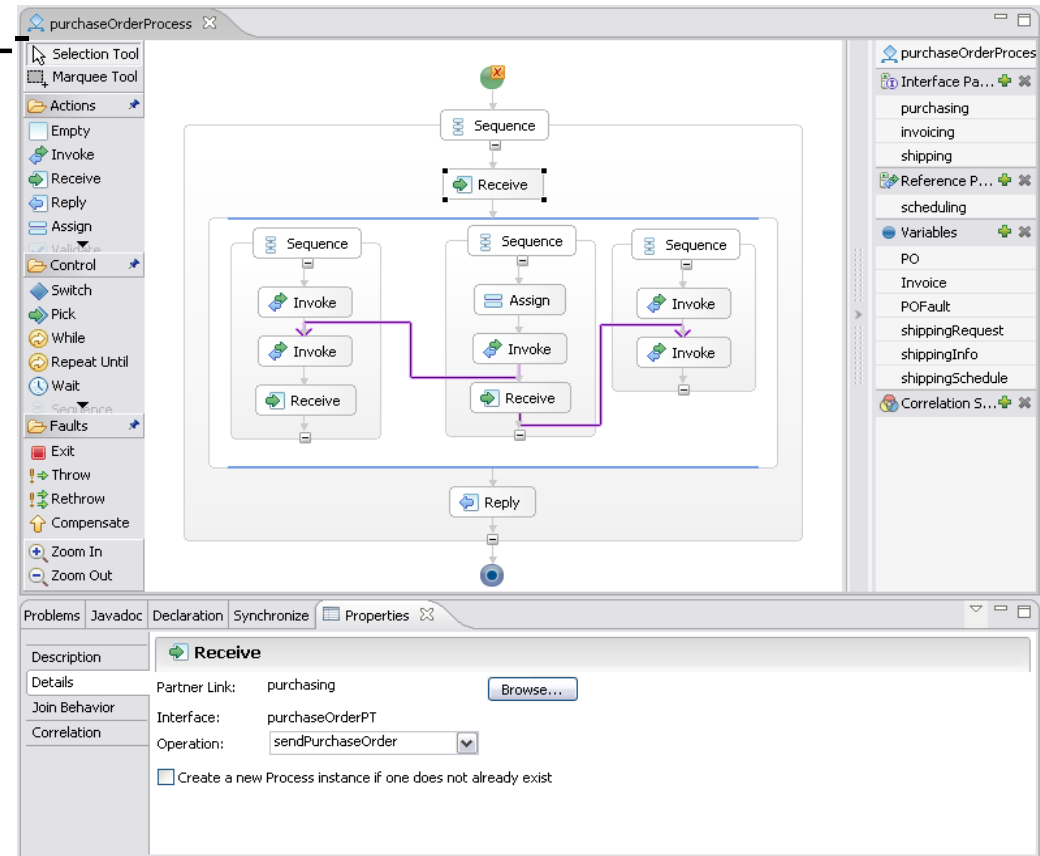 purchaseOrderProcess
Selection Tool
Marquee Tool
Actions
Empty
Invoke
Receive
Reply
Assign
Validate
Control
Switch
Pick
While
Repeat Until
Wait
Sequence
Faults
Exit
Throw
Rethrow
Compensate
Zoom In
Zoom Out
Sequence
Receive
Sequence
Invoke
Invoke
Receive
Sequence
Assign
Invoke
Receive
Sequence
Invoke
Invoke
Reply
purchaseOrderProces
Interface Pa...
purchasing
invoicing
shipping
Reference P...
scheduling
Variables
PO
Invoice
POFault
shippingRequest
shippingInfo
shippingSchedule
Correlation S...
Problems Javadoc Declaration Synchronize Properties
Description
Details
Join Behavior
Correlation
Receive
Partner Link: purchasing Browse...
Interface: purchaseOrderPT
Operation: sendPurchaseOrder
Create a new Process instance if one does not already exist